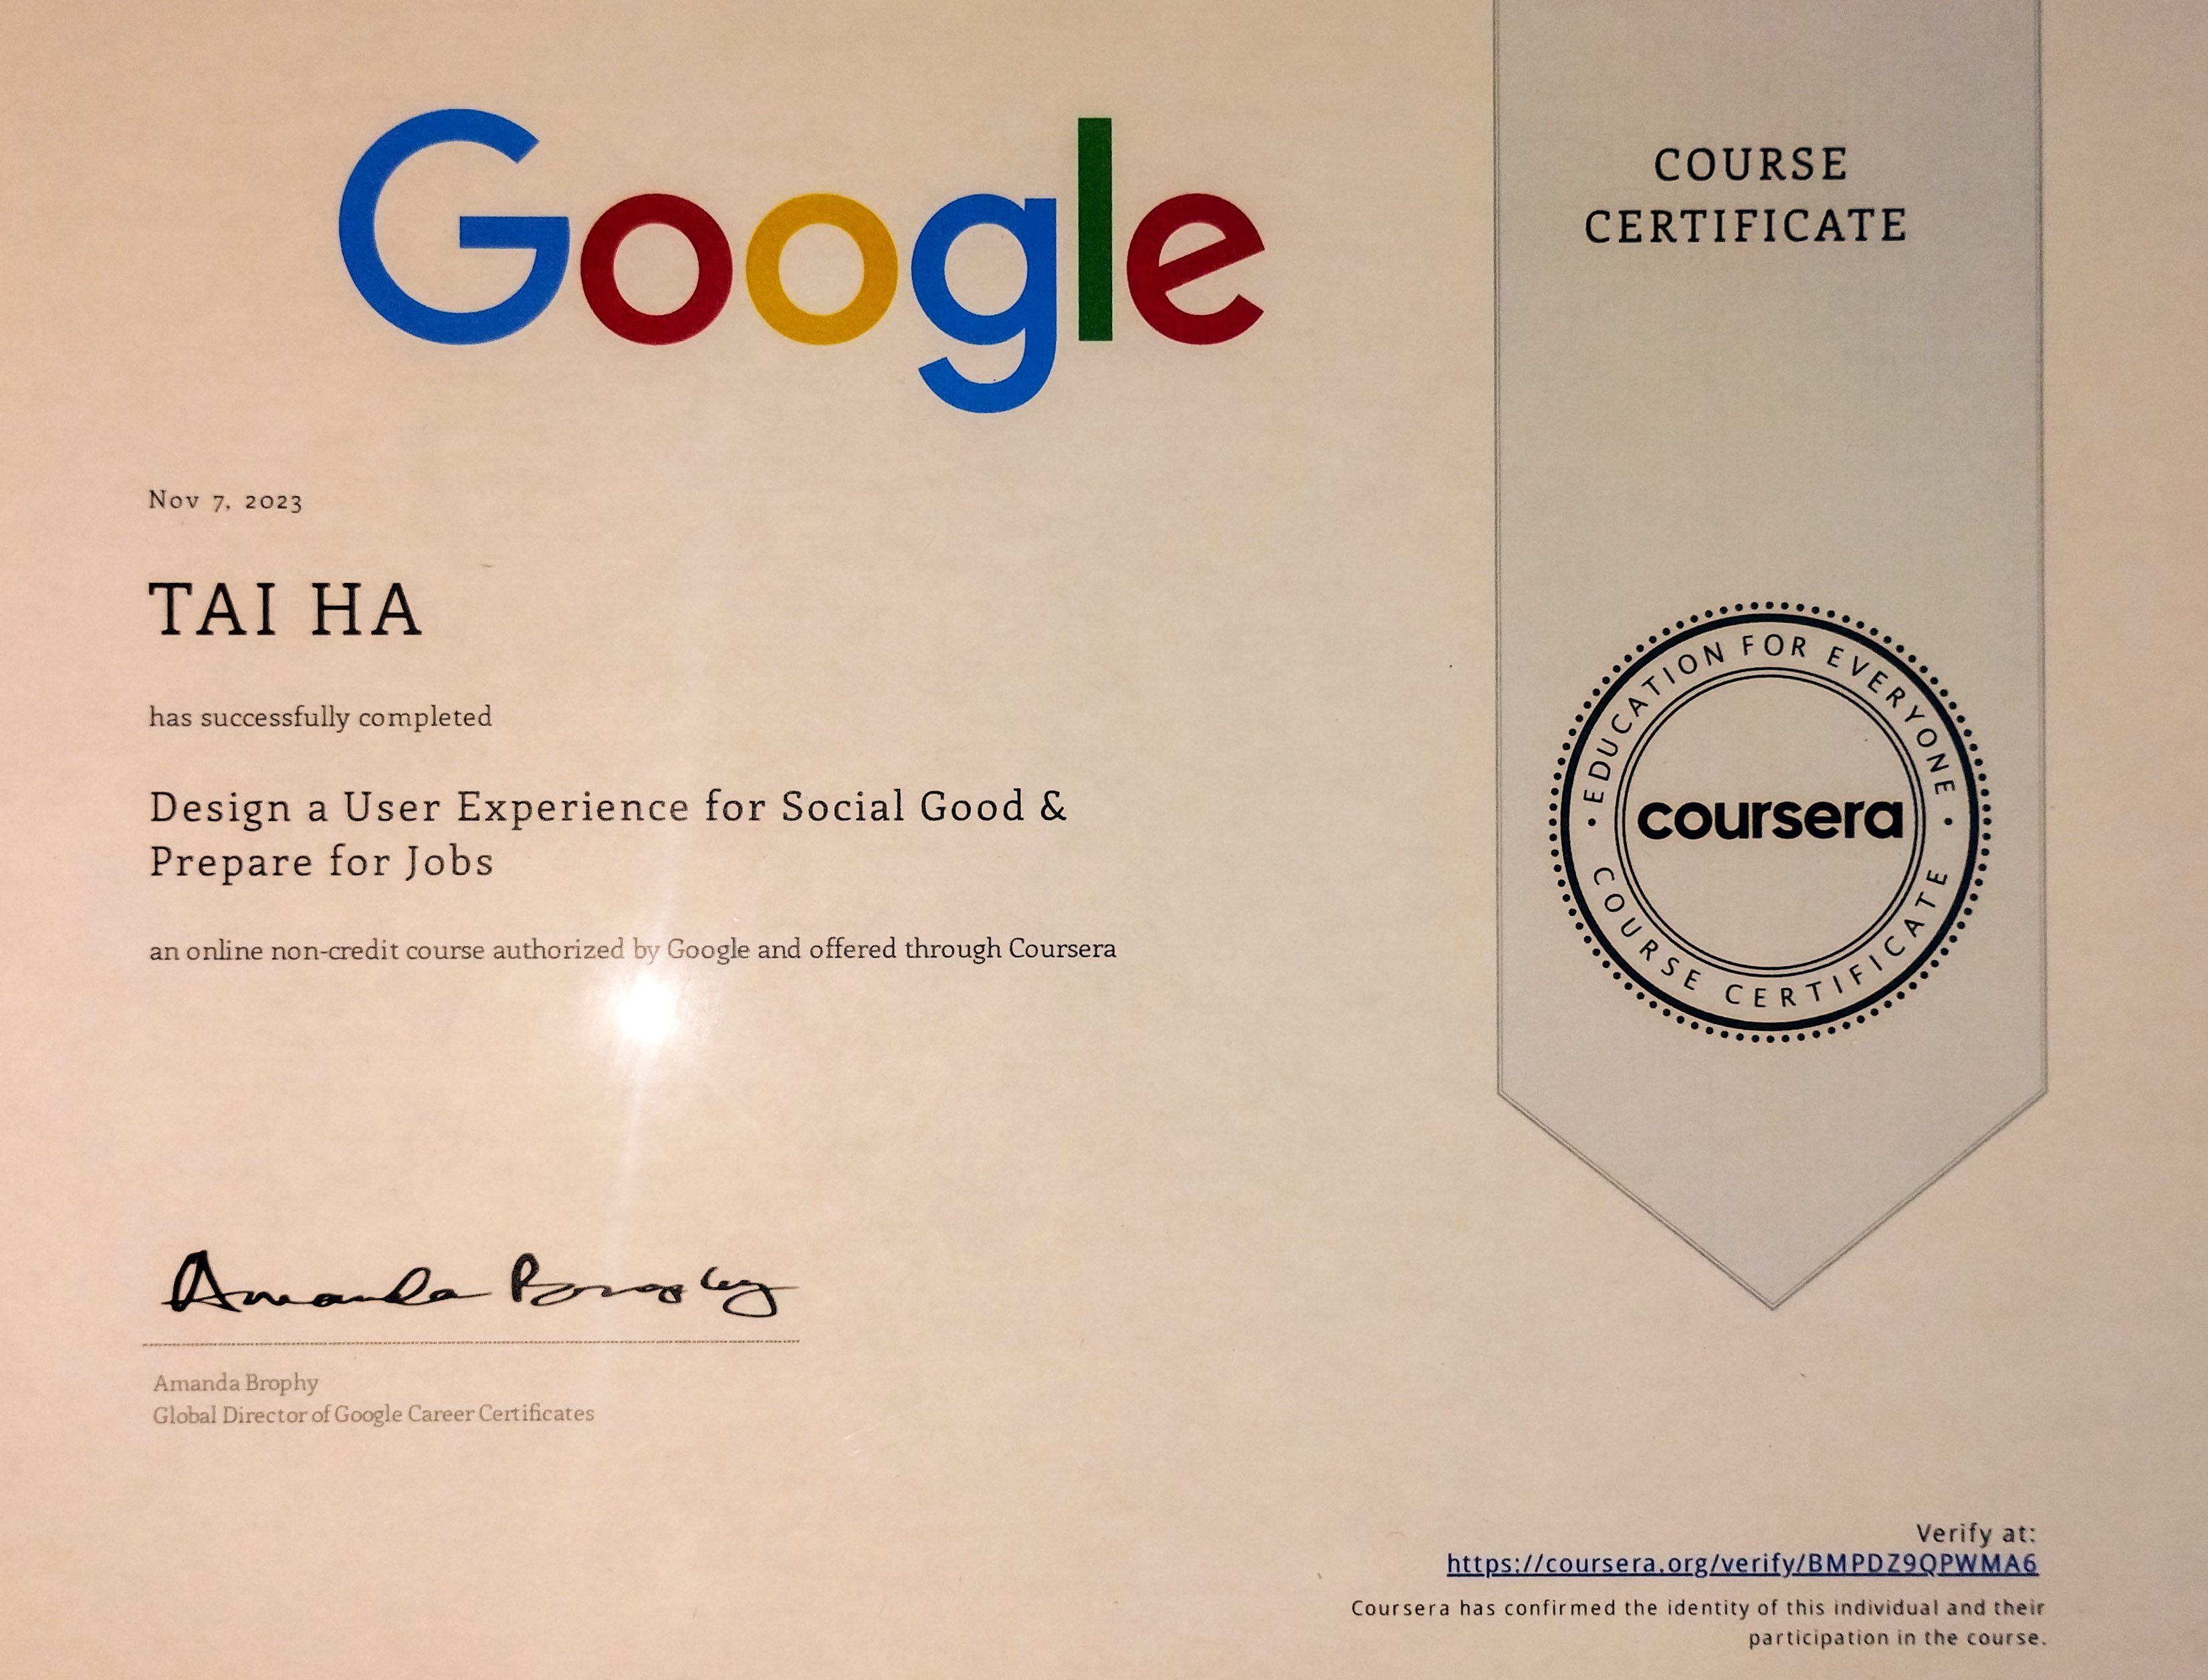 Google
COURSE
CERTIFICATE
Nov 7, 2023
TAI HA
has successfully completed
Design a User Experience for Social Good &
Prepare for Jobs
an online non-credit course authorized by Google and offered through Coursera
EDUCATION FOR EVERYONE
coursera
COURSE CERTIFICATE
Amanda Brophy
Amanda Brophy
Global Director of Google Career Certificates
Verify at:
https://coursera.org/verify/BMPDZ9QPWMA6
Coursera has confirmed the identity of this individual and their
participation in the course.